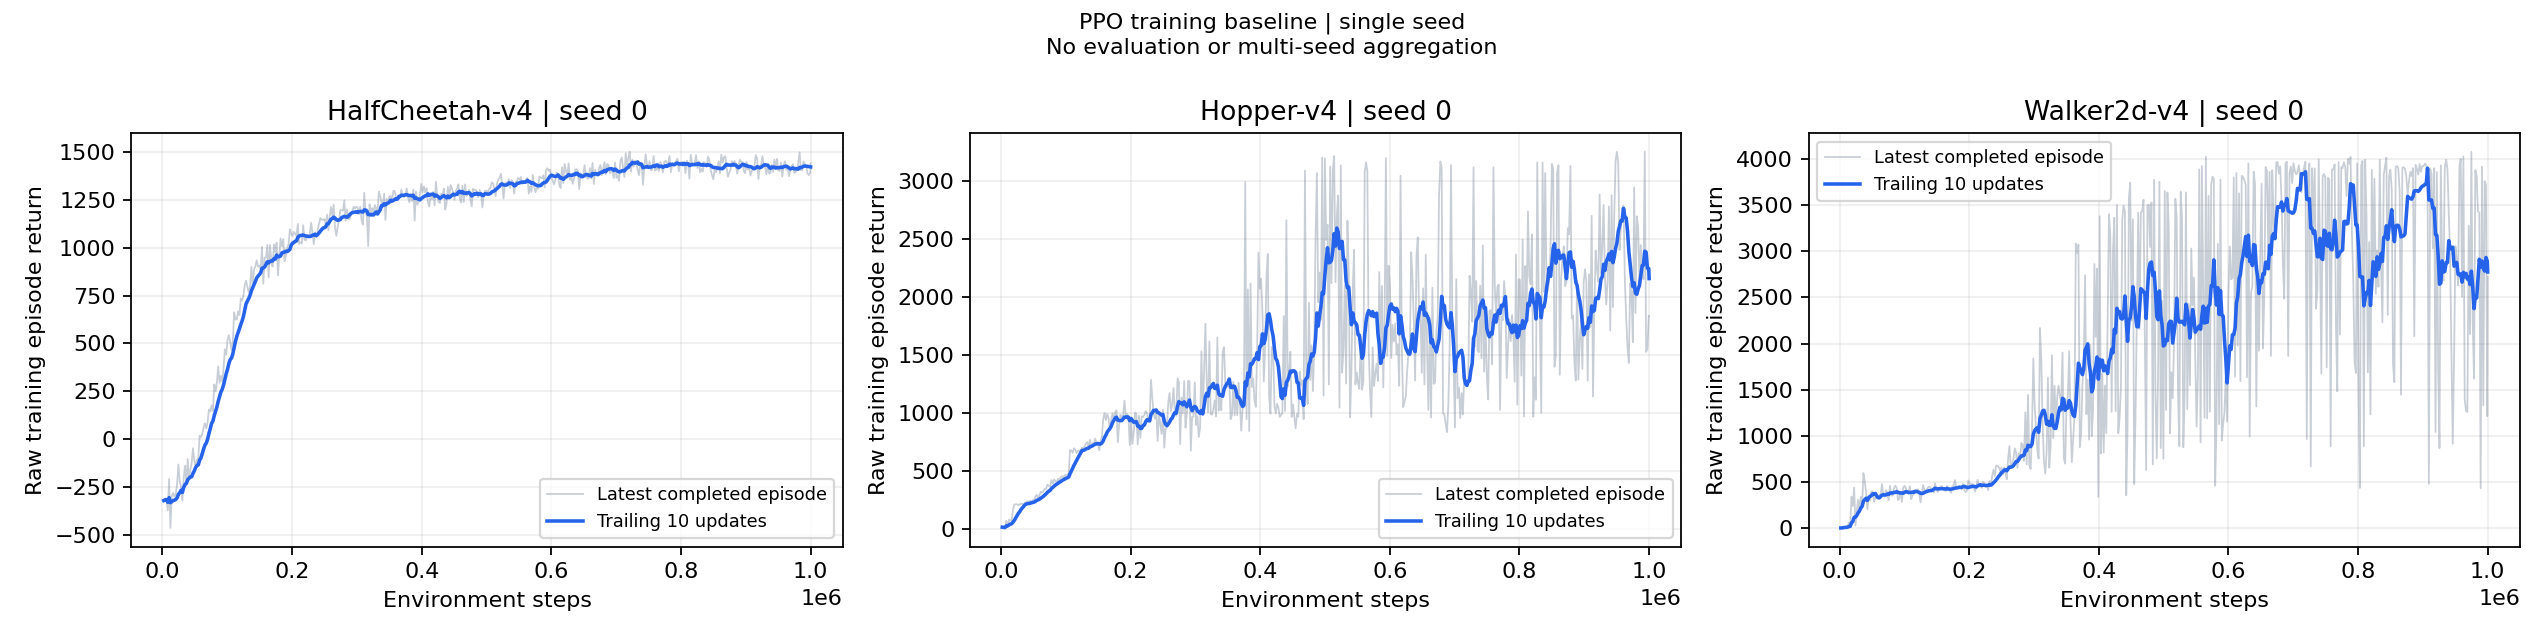 PPO training baseline | single seed
No evaluation or multi-seed aggregation
HalfCheetah-v4 | seed 0
Raw training episode return
1500
1250
1000
750
500
250
0
−250
−500
Latest completed episode
Trailing 10 updates
0.0 0.2 0.4 0.6 0.8 1.0
1e6
Environment steps
Hopper-v4 | seed 0
Raw training episode return
3000
2500
2000
1500
1000
500
0
Latest completed episode
Trailing 10 updates
0.0 0.2 0.4 0.6 0.8 1.0
1e6
Environment steps
Walker2d-v4 | seed 0
Raw training episode return
Latest completed episode
Trailing 10 updates
4000
3500
3000
2500
2000
1500
1000
500
0
0.0 0.2 0.4 0.6 0.8 1.0
1e6
Environment steps